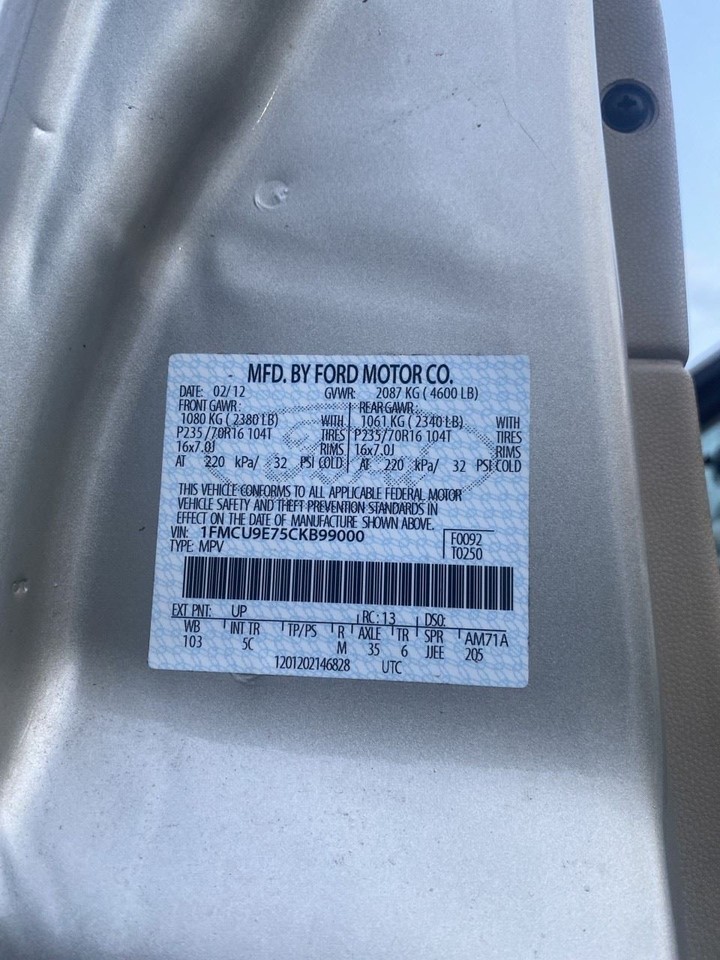 MFD. BY FORD MOTOR CO.
DATE: 02/12 GVWR: 2087 KG ( 4600 LB)
FRONT GAWR: REAR GAWR:
1080 KG ( 2380 LB) WITH 1061 KG ( 2340 LB) WITH
P235/70R16 104T TIRES P235/70R16 104T TIRES
16x7.0J RIMS 16x7.0J RIMS
AT 220 kPa/ 32 PSI COLD AT 220 kPa/ 32 PSI COLD
THIS VEHICLE CONFORMS TO ALL APPLICABLE FEDERAL MOTOR
VEHICLE SAFETY AND THEFT PREVENTION STANDARDS IN
EFFECT ON THE DATE OF MANUFACTURE SHOWN ABOVE.
VIN: 1FMCU9E75CKB99000 F0092
TYPE: MPV T0250
EXT PNT: UP RC: 13 DSO:
WB INT TR TP/PS R AXLE TR SPR AM71A
103 5C M 35 6 JJEE 205
1201202146828 UTC